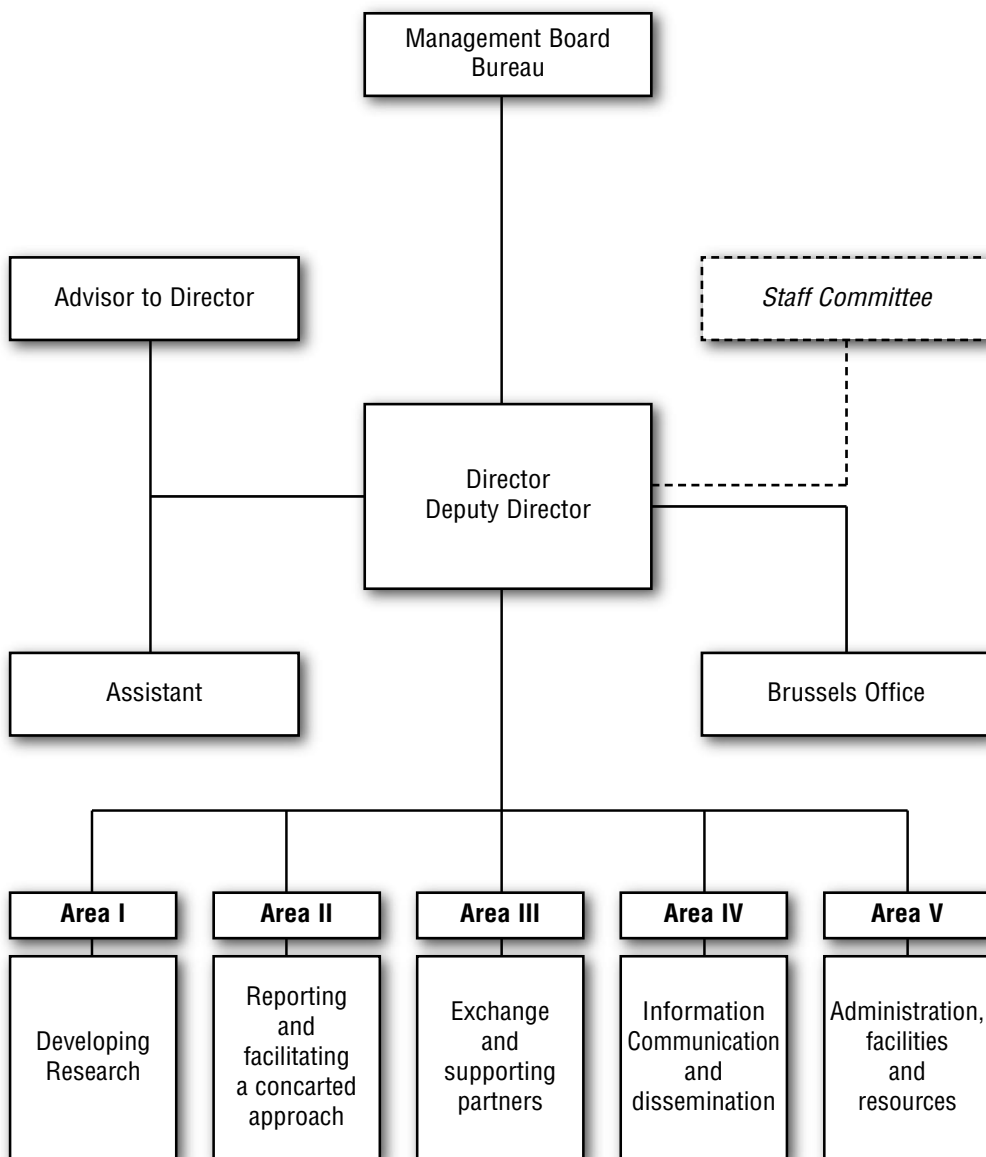 Management Board
Bureau
Advisor to Director
Staff Committee
Director
Deputy Director
Assistant
Brussels Office
Area I
Developing
Research
Area II
Reporting
and
facilitating
a concarted
approach
Area III
Exchange
and
supporting
partners
Area IV
Information
Communication
and
dissemination
Area V
Administration,
facilities
and
resources